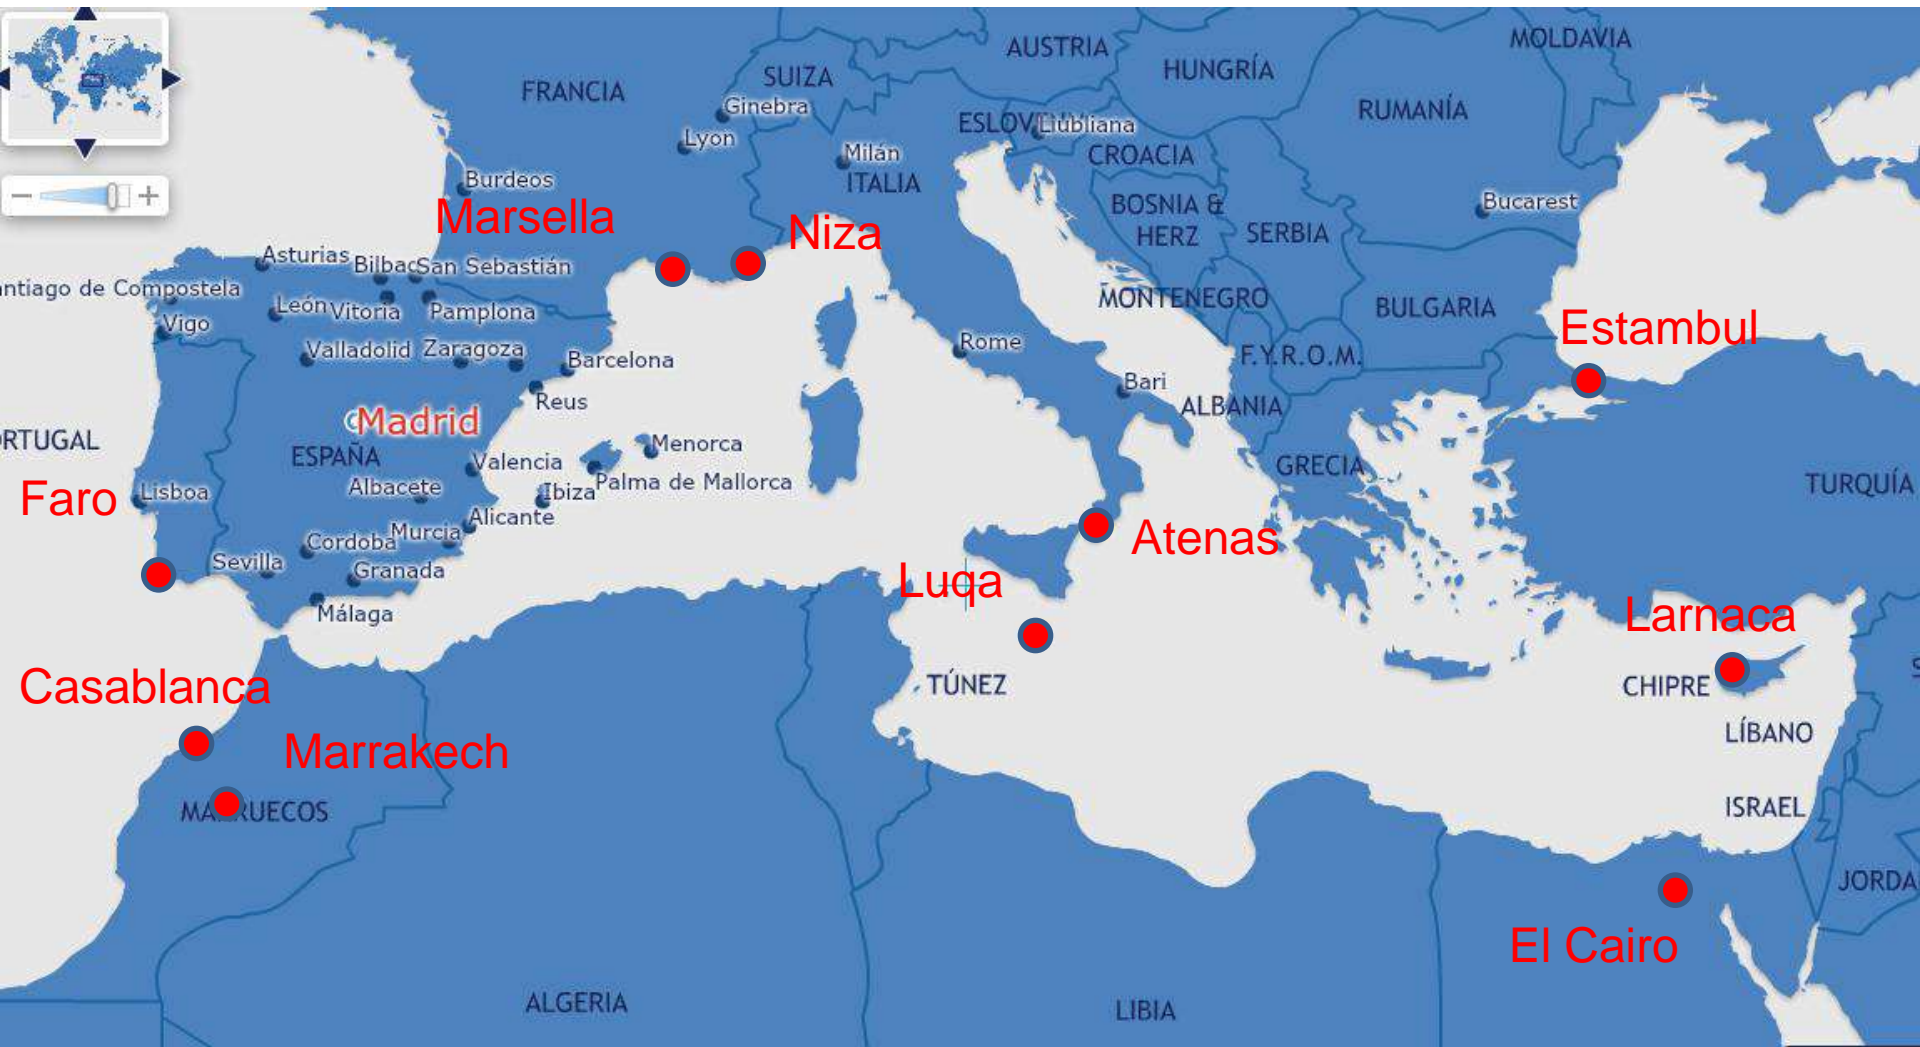 MOLDAVIA
AUSTRIA
HUNGRÍA
SUIZA
FRANCIA
Ginebra
RUMANÍA
ESLOV
Liubliana
Lyon
Milán
CROACIA
ITALIA
Burdeos
Bucarest
BOSNIA &
HERZ
SERBIA
Marsella
Niza
Asturias
Bilbao
San Sebastián
antiago de Compostela
MONTENEGRO
León
Vitoria
Pamplona
BULGARIA
Vigo
Estambul
Valladolid
Zaragoza
Barcelona
Rome
F.Y.R.O.M.
Reus
Bari
ALBANIA
Madrid
RTUGAL
ESPAÑA
Menorca
Valencia
GRECIA
Albacete
Ibiza
Palma de Mallorca
TURQUÍA
Faro
Lisboa
Alicante
Murcia
Cordoba
Atenas
Sevilla
Granada
Luqa
Málaga
Larnaca
Casablanca
TÚNEZ
CHIPRE
LÍBANO
Marrakech
MARRUECOS
ISRAEL
JORDA
El Cairo
ALGERIA
LIBIA